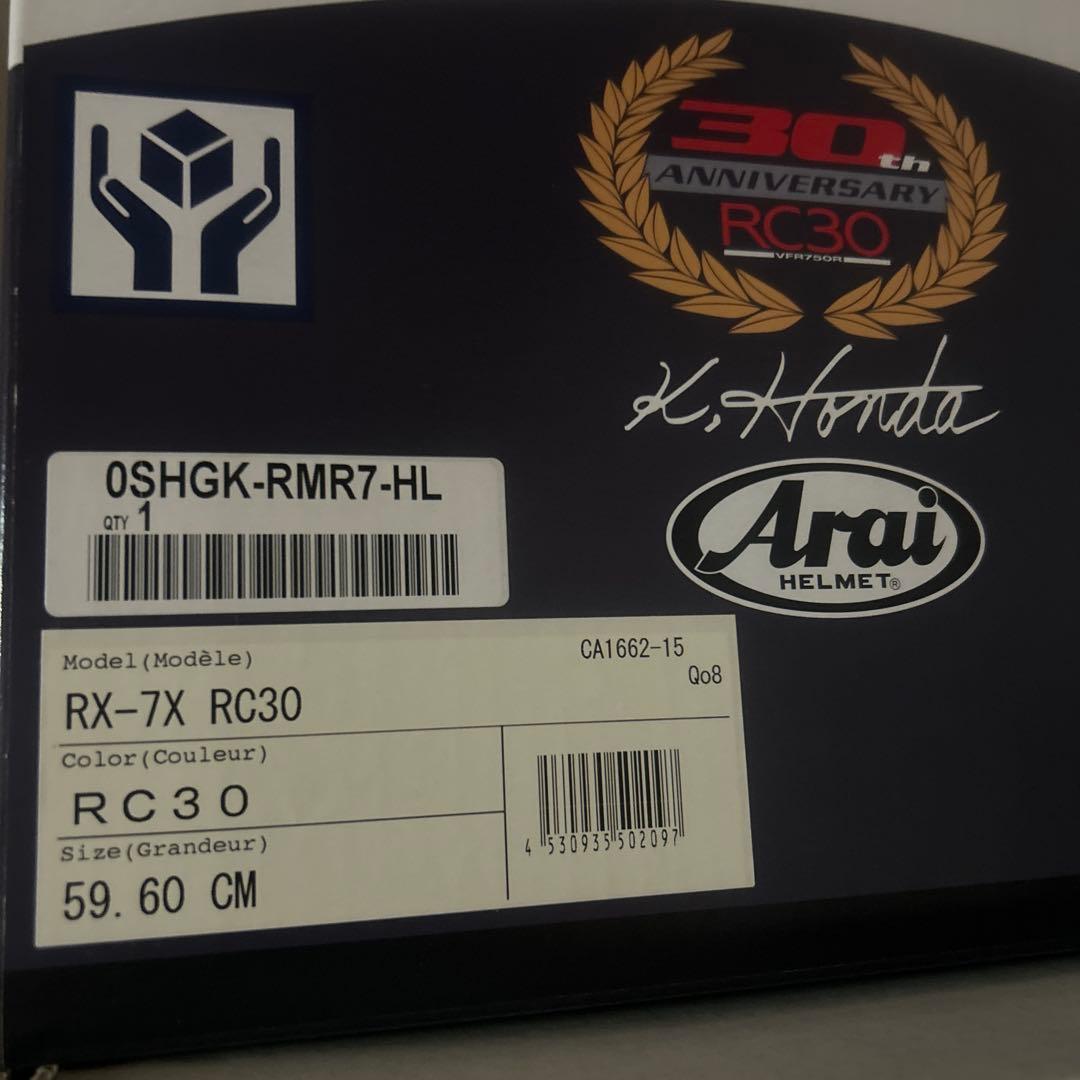 30th
ANNIVERSARY
RC30
VFR750R
K. Honda
Arai
HELMET®
0SHGK-RMR7-HL
QTY 1
Model(Modèle)
CA1662-15
Qo8
RX-7X RC30
Color(Couleur)
RC30
Size(Grandeur)
59. 60 CM
4 530935 502097